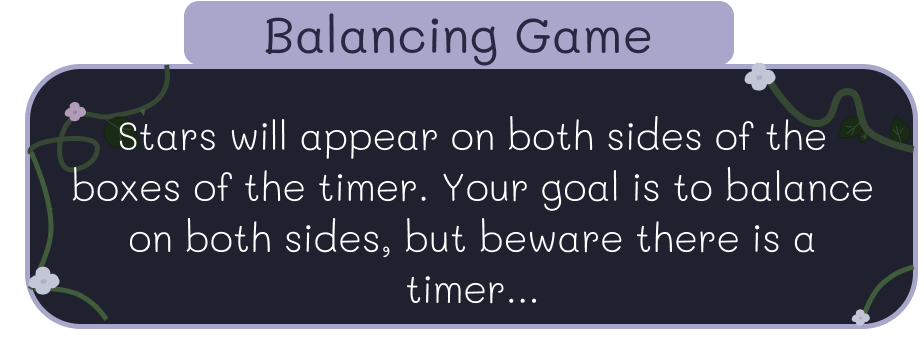 Balancing Game
Stars will appear on both sides of the
boxes of the timer. Your goal is to balance
on both sides, but beware there is a
timer...